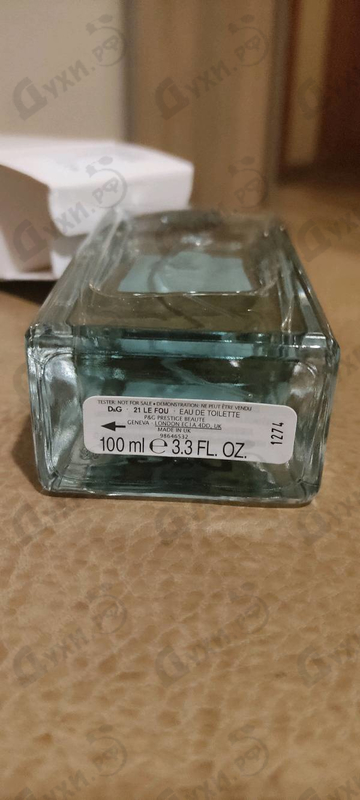 TESTER: NOT FOR SALE • DEMONSTRATION: NE PEUT ÊTRE VENDU
D&G · 21 LE FOU / EAU DE TOILETTE
P&G PRESTIGE BEAUTE
GENEVA - LONDON EC1A 4DD, UK
MADE IN UK
98646532
100 ml e 3.3 FL. OZ.
1274
Духи.рф